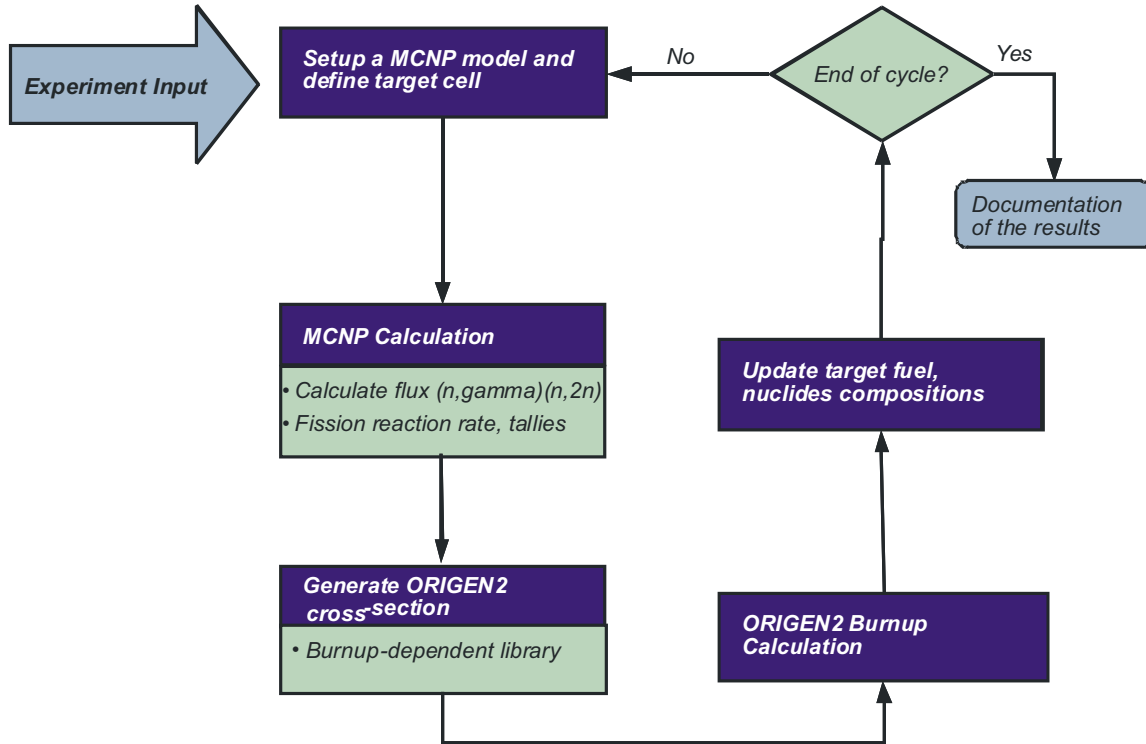 Experiment Input
Setup a MCNP model and
define target cell
No
End of cycle?
Yes
Documentation
of the results
MCNP Calculation
• Calculate flux (n,gamma)(n,2n)
• Fission reaction rate, tallies
Update target fuel,
nuclides compositions
Generate ORIGEN2
cross-section
• Burnup-dependent library
ORIGEN2 Burnup
Calculation